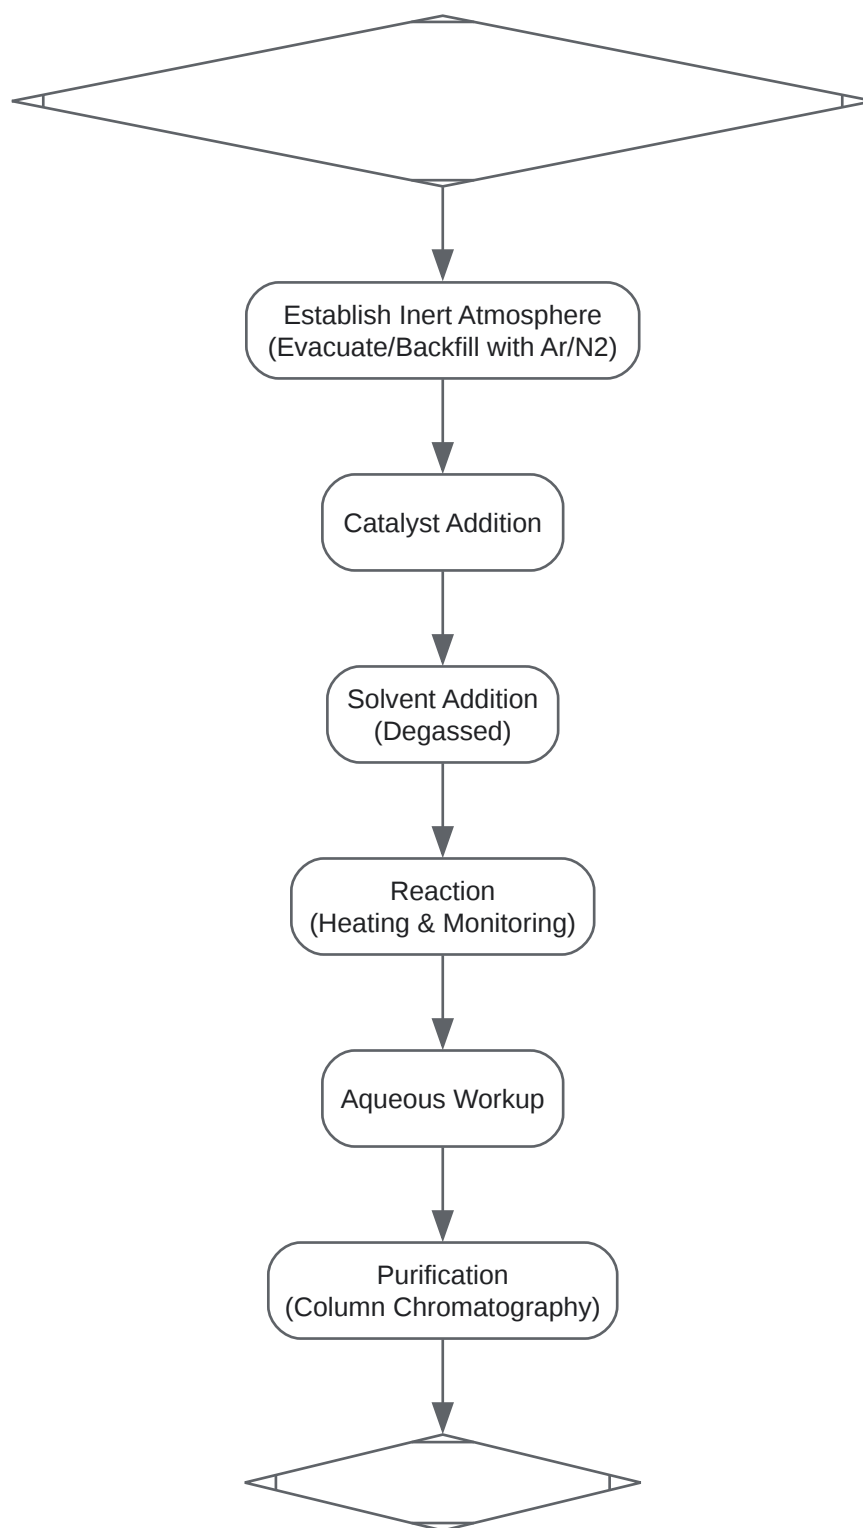 Establish Inert Atmosphere
(Evacuate/Backfill with Ar/N2)
Catalyst Addition
Solvent Addition
(Degassed)
Reaction
(Heating & Monitoring)
Aqueous Workup
Purification
(Column Chromatography)